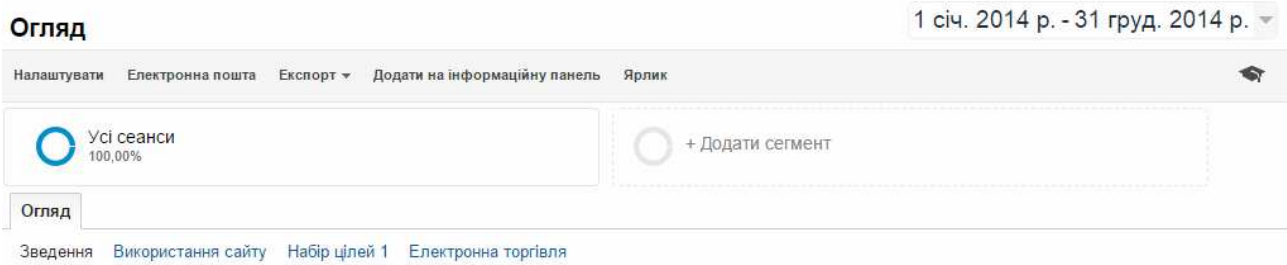 Огляд
1 січ. 2014 р. - 31 груд. 2014 р.
Налаштувати Електронна пошта Експорт Додати на інформаційну панель Ярлик
Усі сеанси
100,00%
+ Додати сегмент
Огляд
Зведення Використання сайту Набір цілей 1 Електронна торгівля